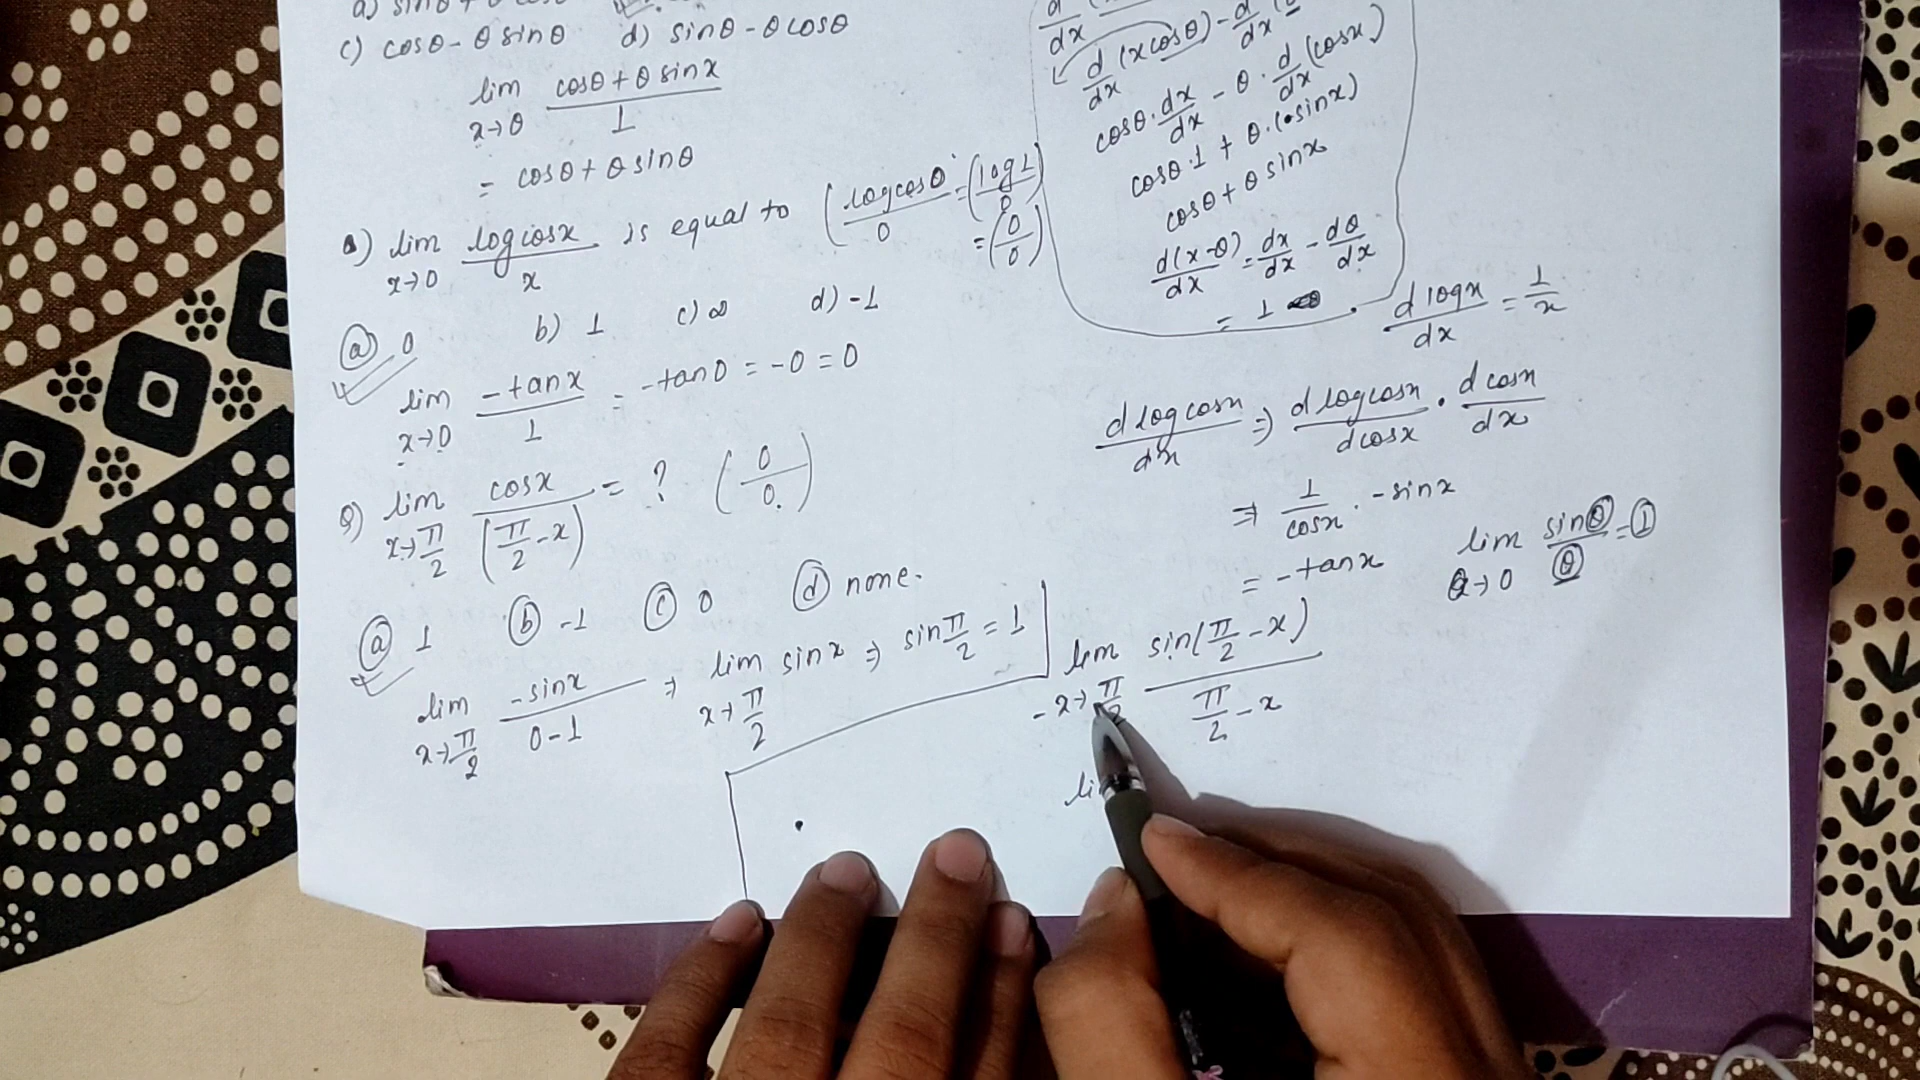 c) cosθ - θ sinθ d) sinθ - θ cosθ
lim x→θ (cosθ + θ sinx)/1
= cosθ + θ sinθ
lim x→0 (log cosx)/x is equal to (log cos0/0) = (log 1/0)
= (0/0)
(a) 0 b) 1 c) ∞ d) -1
lim x→0 (-tanx)/1 = -tan0 = -0 = 0
Q) lim x→π/2 cosx/(π/2 - x) = ? (0/0)
(a) 1 (b) -1 (c) 0 (d) none.
lim x→π/2 (-sinx)/(0-1) ⇒ lim x→π/2 sinx ⇒ sin π/2 = 1
d/dx (x cosθ) - d/dx
cosθ · dx/dx - θ · d/dx (cosx)
cosθ · 1 + θ · (sinx)
cosθ + θ sinx
d(x-θ)/dx = dx/dx - dθ/dx
= 1
d logx/dx = 1/x
d log cosx/dx ⇒ d log cosx/d cosx · d cosx/dx
⇒ 1/cosx · -sinx
= -tanx
lim θ→0 sinθ/θ = 1
lim x→π/2 sin(π/2 - x)/(π/2 - x)